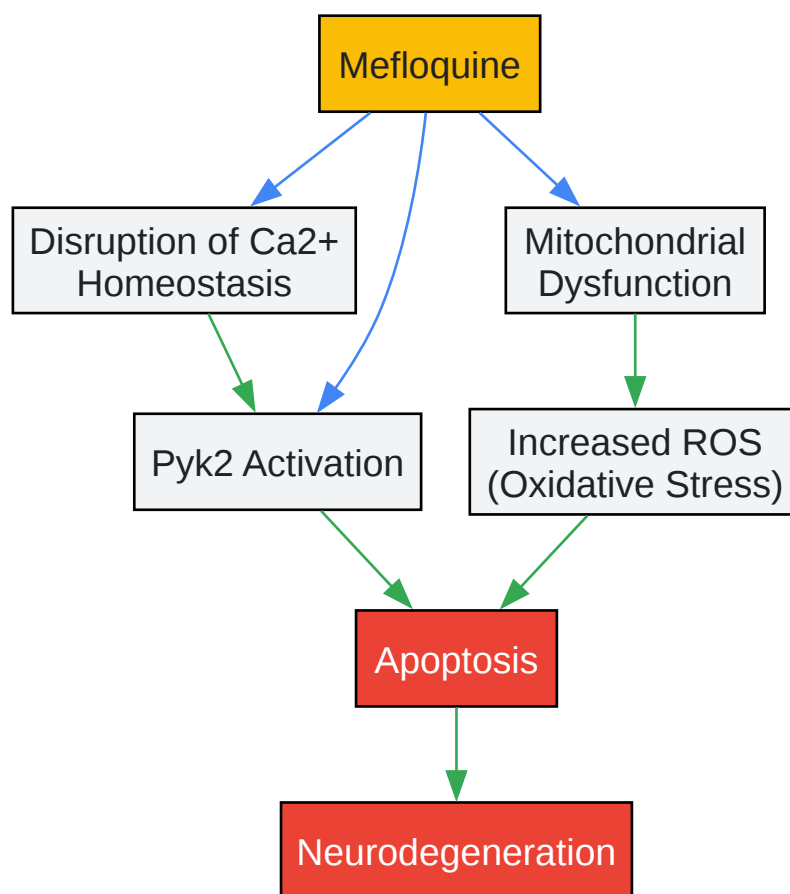 Mefloquine
Disruption of Ca2+
Homeostasis
Mitochondrial
Dysfunction
Pyk2 Activation
Increased ROS
(Oxidative Stress)
Apoptosis
Neurodegeneration